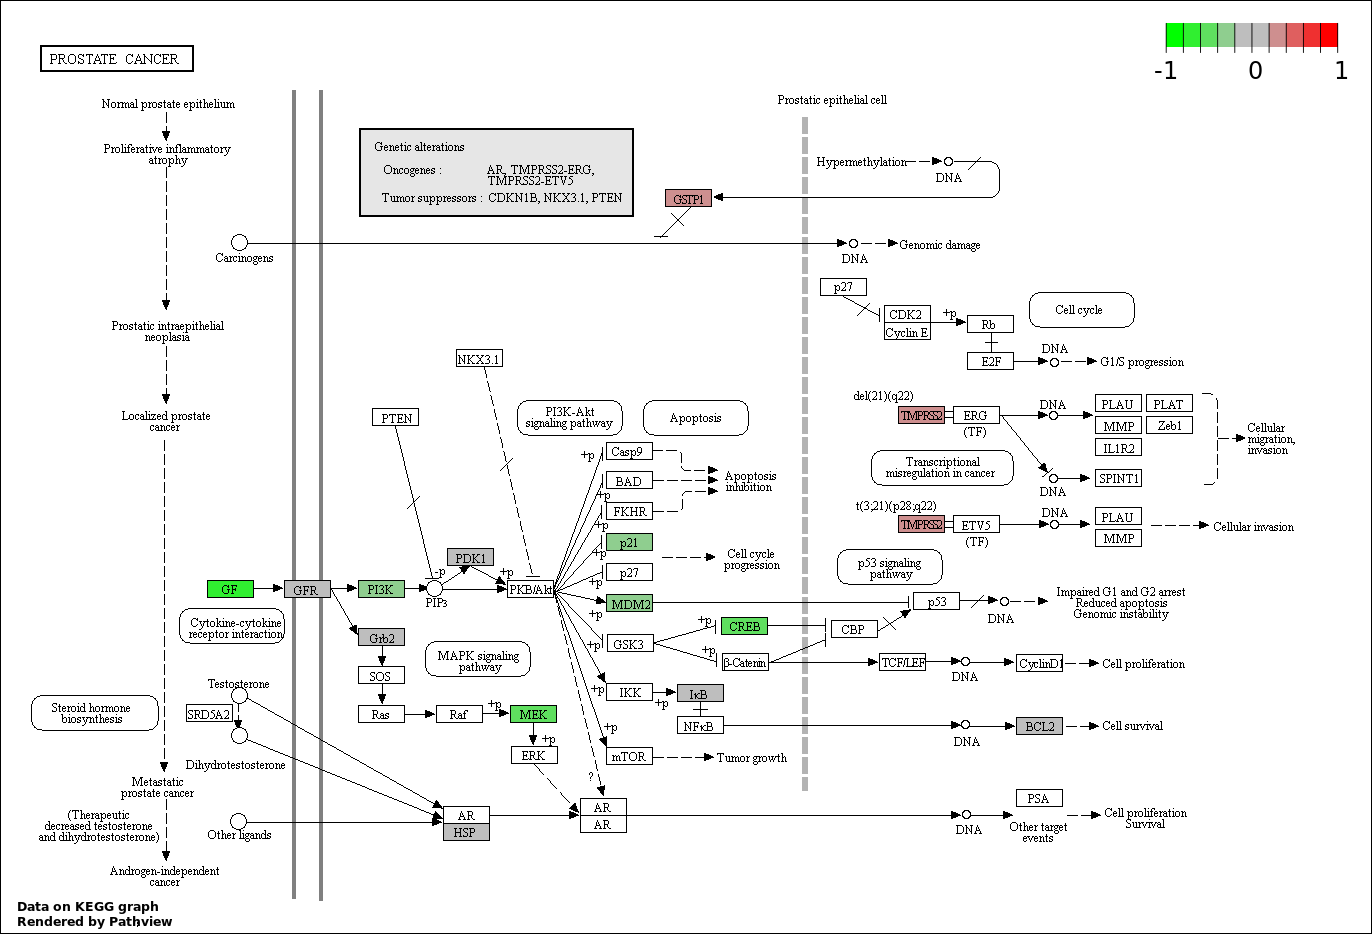 -1 0 1
PROSTATE CANCER
Normal prostate epithelium
Proliferative inflammatory
atrophy
Prostatic intraepithelial
neoplasia
Localized prostate
cancer
Metastatic
prostate cancer
(Therapeutic
decreased testosterone
and dihydrotestosterone)
Androgen-independent
cancer
Steroid hormone
biosynthesis
Prostatic epithelial cell
Genetic alterations
Oncogenes : AR, TMPRSS2-ERG,
TMPRSS2-ETV5
Tumor suppressors : CDKN1B, NKX3.1, PTEN
Hypermethylation
DNA
GSTP1
Carcinogens
DNA
Genomic damage
p27
CDK2
Cyclin E
+p
Rb
E2F
Cell cycle
DNA
G1/S progression
NKX3.1
PTEN
PI3K-Akt
signaling pathway
Apoptosis
del(21)(q22)
TMPRSS2
ERG
(TF)
DNA
PLAU
PLAT
MMP
Zeb1
IL1R2
SPINT1
DNA
Cellular
migration,
invasion
Transcriptional
misregulation in cancer
t(3;21)(p28;q22)
TMPRSS2
ETV5
(TF)
DNA
PLAU
MMP
Cellular invasion
+p
Casp9
BAD
+p
FKHR
+p
Apoptosis
inhibition
p21
+p
p27
+p
Cell cycle
progression
MDM2
+p
GSK3
+p
IKK
+p
mTOR
+p
Tumor growth
GF
GFR
PI3K
-p
PIP3
PDK1
+p
PKB/Akt
Cytokine-cytokine
receptor interaction
Grb2
SOS
Ras
Raf
+p
MEK
+p
ERK
MAPK signaling
pathway
+p
CREB
+p
β-Catenin
CBP
p53 signaling
pathway
p53
DNA
Impaired G1 and G2 arrest
Reduced apoptosis
Genomic instability
TCF/LEF
DNA
CyclinD1
Cell proliferation
+p
IκB
NFκB
DNA
BCL2
Cell survival
Testosterone
SRD5A2
Dihydrotestosterone
Other ligands
AR
HSP
?
AR
AR
DNA
PSA
Other target
events
Cell proliferation
Survival
Data on KEGG graph
Rendered by Pathview